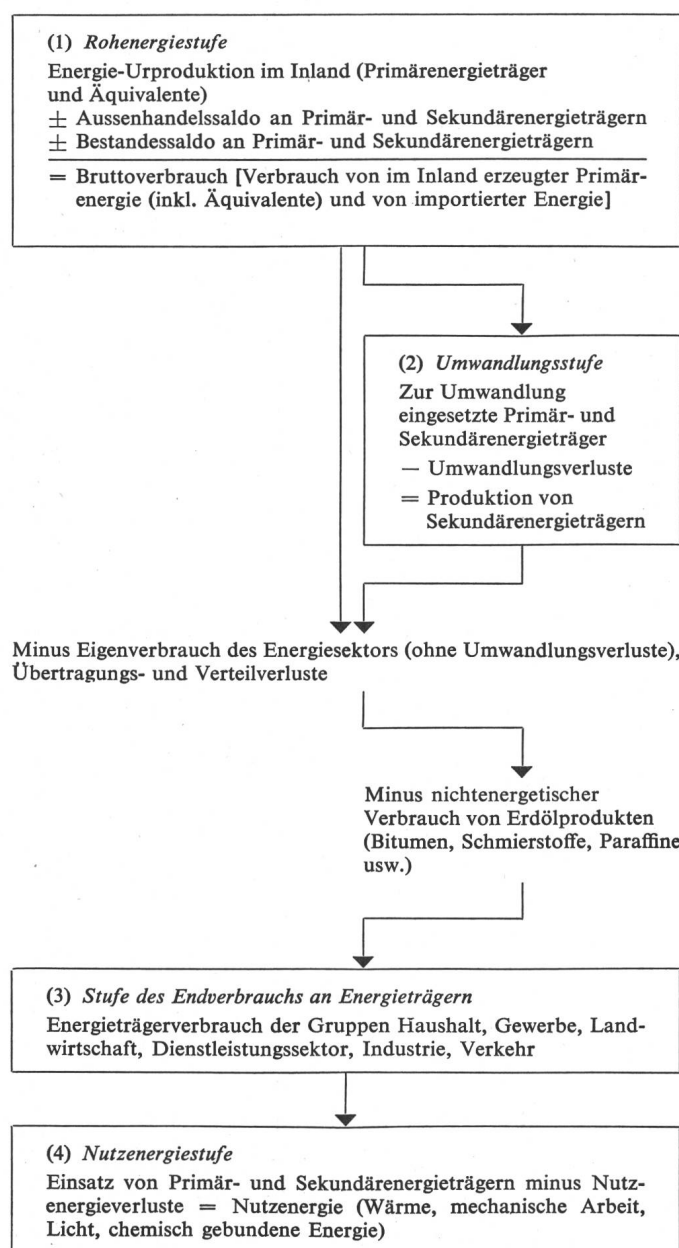 (1) Rohenergiestufe
Energie-Urproduktion im Inland (Primärenergieträger
und Äquivalente)
± Aussenhandelssaldo an Primär- und Sekundärenergieträgern
± Bestandessaldo an Primär- und Sekundärenergieträgern
= Bruttoverbrauch [Verbrauch von im Inland erzeugter Primär-
energie (inkl. Äquivalente) und von importierter Energie]
(2) Umwandlungsstufe
Zur Umwandlung
eingesetzte Primär- und
Sekundärenergieträger
— Umwandlungsverluste
= Produktion von
Sekundärenergieträgern
Minus Eigenverbrauch des Energiesektors (ohne Umwandlungsverluste),
Übertragungs- und Verteilverluste
Minus nichtenergetischer
Verbrauch von Erdölprodukten
(Bitumen, Schmierstoffe, Paraffine
usw.)
(3) Stufe des Endverbrauchs an Energieträgern
Energieträgerverbrauch der Gruppen Haushalt, Gewerbe, Land-
wirtschaft, Dienstleistungssektor, Industrie, Verkehr
(4) Nutzenergiestufe
Einsatz von Primär- und Sekundärenergieträgern minus Nutz-
energieverluste = Nutzenergie (Wärme, mechanische Arbeit,
Licht, chemisch gebundene Energie)